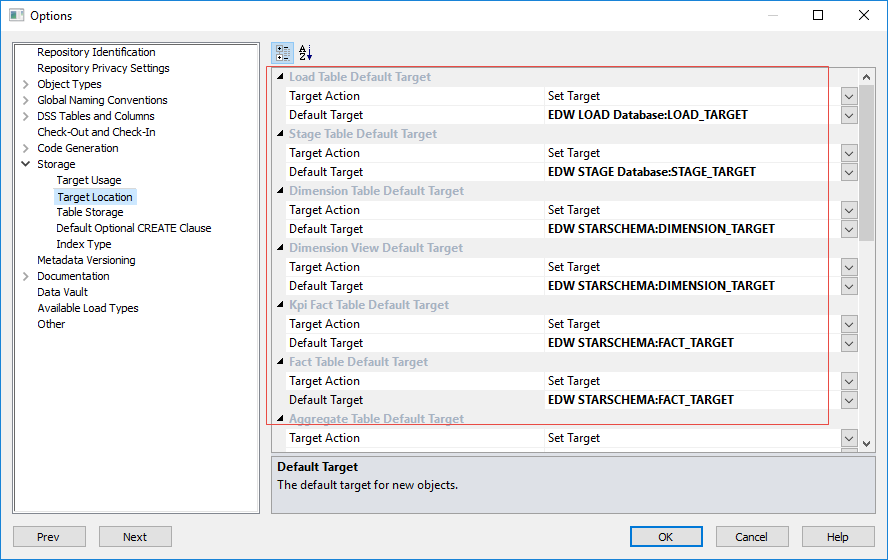 Options
Repository Identification
Repository Privacy Settings
Object Types
Global Naming Conventions
DSS Tables and Columns
Check-Out and Check-In
Code Generation
Storage
Target Usage
Target Location
Table Storage
Default Optional CREATE Clause
Index Type
Metadata Versioning
Documentation
Data Vault
Available Load Types
Other
Load Table Default Target
Target Action Set Target
Default Target EDW LOAD Database:LOAD_TARGET
Stage Table Default Target
Target Action Set Target
Default Target EDW STAGE Database:STAGE_TARGET
Dimension Table Default Target
Target Action Set Target
Default Target EDW STARSCHEMA:DIMENSION_TARGET
Dimension View Default Target
Target Action Set Target
Default Target EDW STARSCHEMA:DIMENSION_TARGET
Kpi Fact Table Default Target
Target Action Set Target
Default Target EDW STARSCHEMA:FACT_TARGET
Fact Table Default Target
Target Action Set Target
Default Target EDW STARSCHEMA:FACT_TARGET
Aggregate Table Default Target
Target Action Set Target
Default Target
The default target for new objects.
Prev Next OK Cancel Help